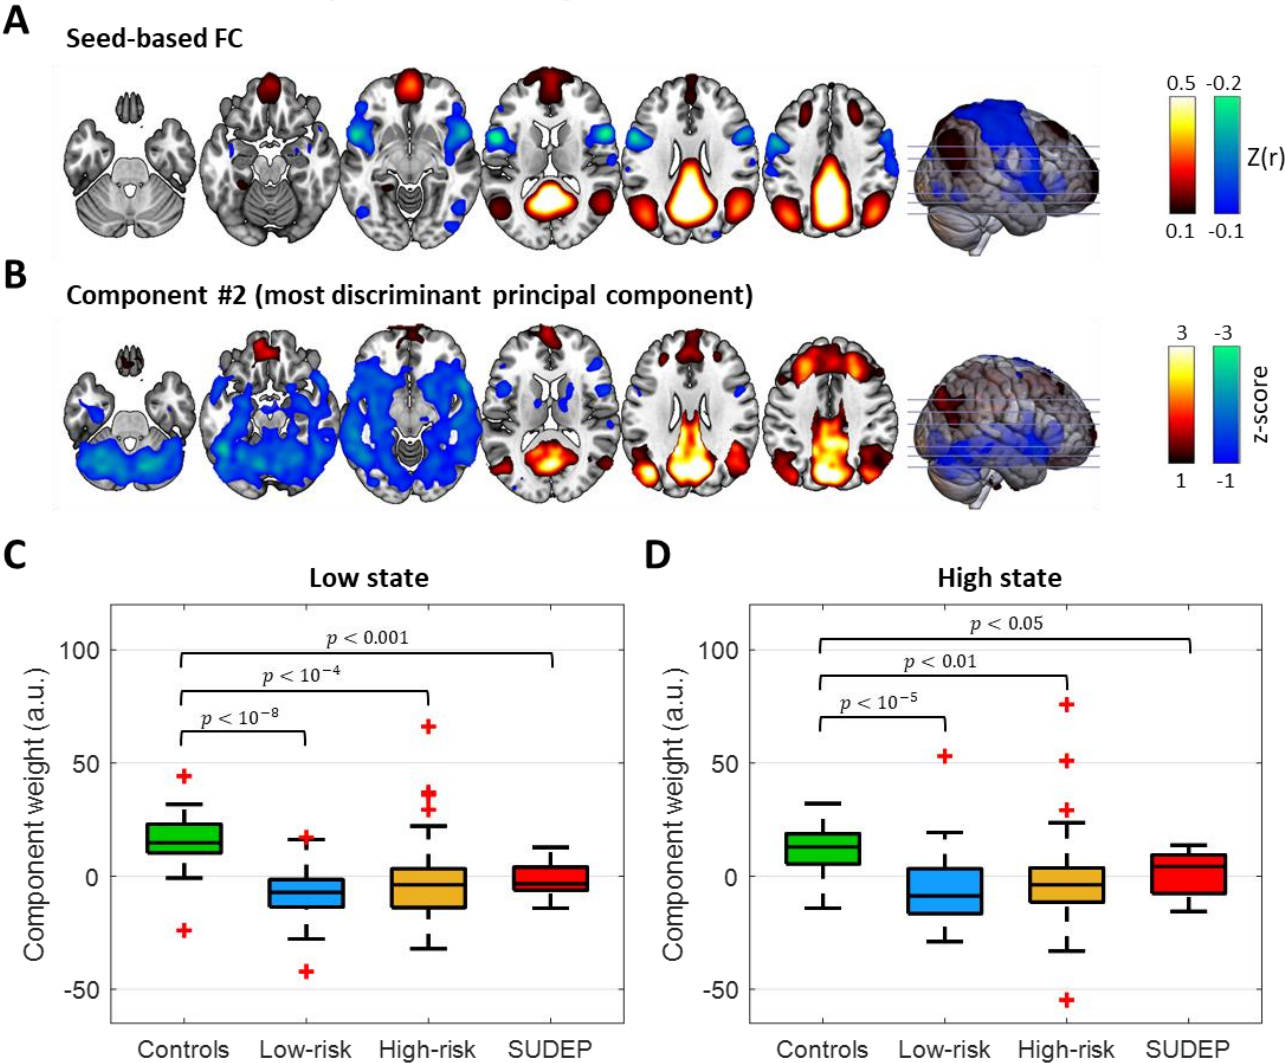 A
Seed-based FC
0.5 -0.2
Z(r)
0.1 -0.1
B
Component #2 (most discriminant principal component)
3 -3
z-score
1 -1
C
Low state
p < 0.001
p < 10⁻⁴
p < 10⁻⁸
100
50
0
-50
Component weight (a.u.)
Controls Low-risk High-risk SUDEP
D
High state
p < 0.05
p < 0.01
p < 10⁻⁵
100
50
0
-50
Component weight (a.u.)
Controls Low-risk High-risk SUDEP